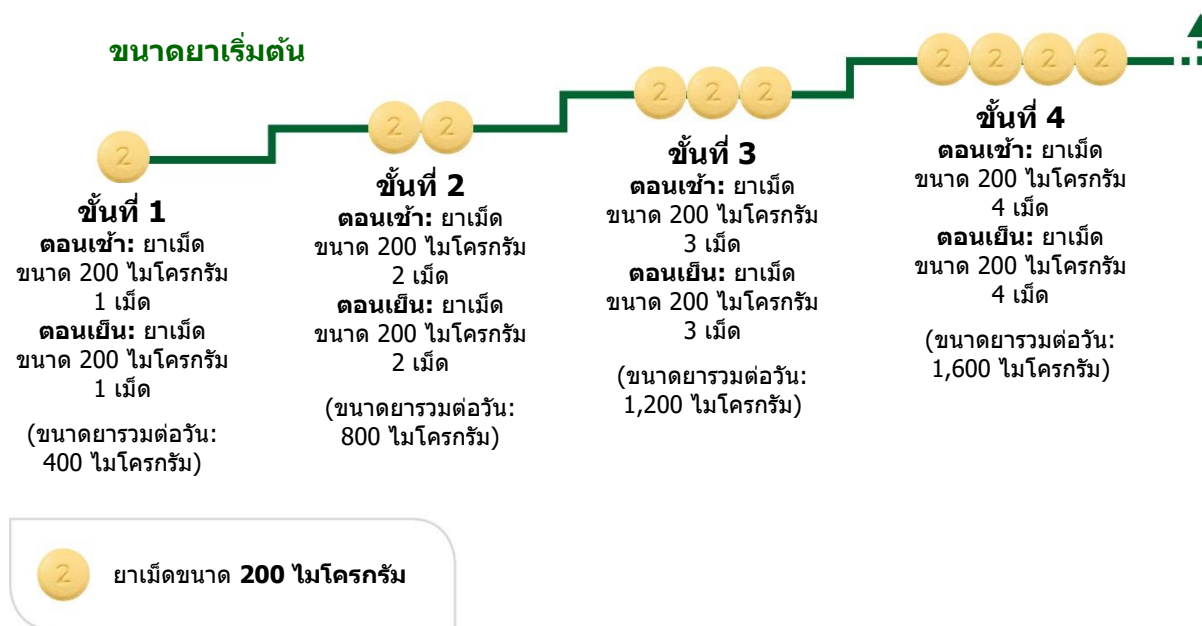 ขนาดยาเริ่มต้น
2
ขั้นที่ 1
ตอนเช้า: ยาเม็ด
ขนาด 200 ไมโครกรัม
1 เม็ด
ตอนเย็น: ยาเม็ด
ขนาด 200 ไมโครกรัม
1 เม็ด
(ขนาดยารวมต่อวัน:
400 ไมโครกรัม)
2 2
ขั้นที่ 2
ตอนเช้า: ยาเม็ด
ขนาด 200 ไมโครกรัม
2 เม็ด
ตอนเย็น: ยาเม็ด
ขนาด 200 ไมโครกรัม
2 เม็ด
(ขนาดยารวมต่อวัน:
800 ไมโครกรัม)
2 2 2
ขั้นที่ 3
ตอนเช้า: ยาเม็ด
ขนาด 200 ไมโครกรัม
3 เม็ด
ตอนเย็น: ยาเม็ด
ขนาด 200 ไมโครกรัม
3 เม็ด
(ขนาดยารวมต่อวัน:
1,200 ไมโครกรัม)
2 2 2 2
ขั้นที่ 4
ตอนเช้า: ยาเม็ด
ขนาด 200 ไมโครกรัม
4 เม็ด
ตอนเย็น: ยาเม็ด
ขนาด 200 ไมโครกรัม
4 เม็ด
(ขนาดยารวมต่อวัน:
1,600 ไมโครกรัม)
2 ยาเม็ดขนาด 200 ไมโครกรัม